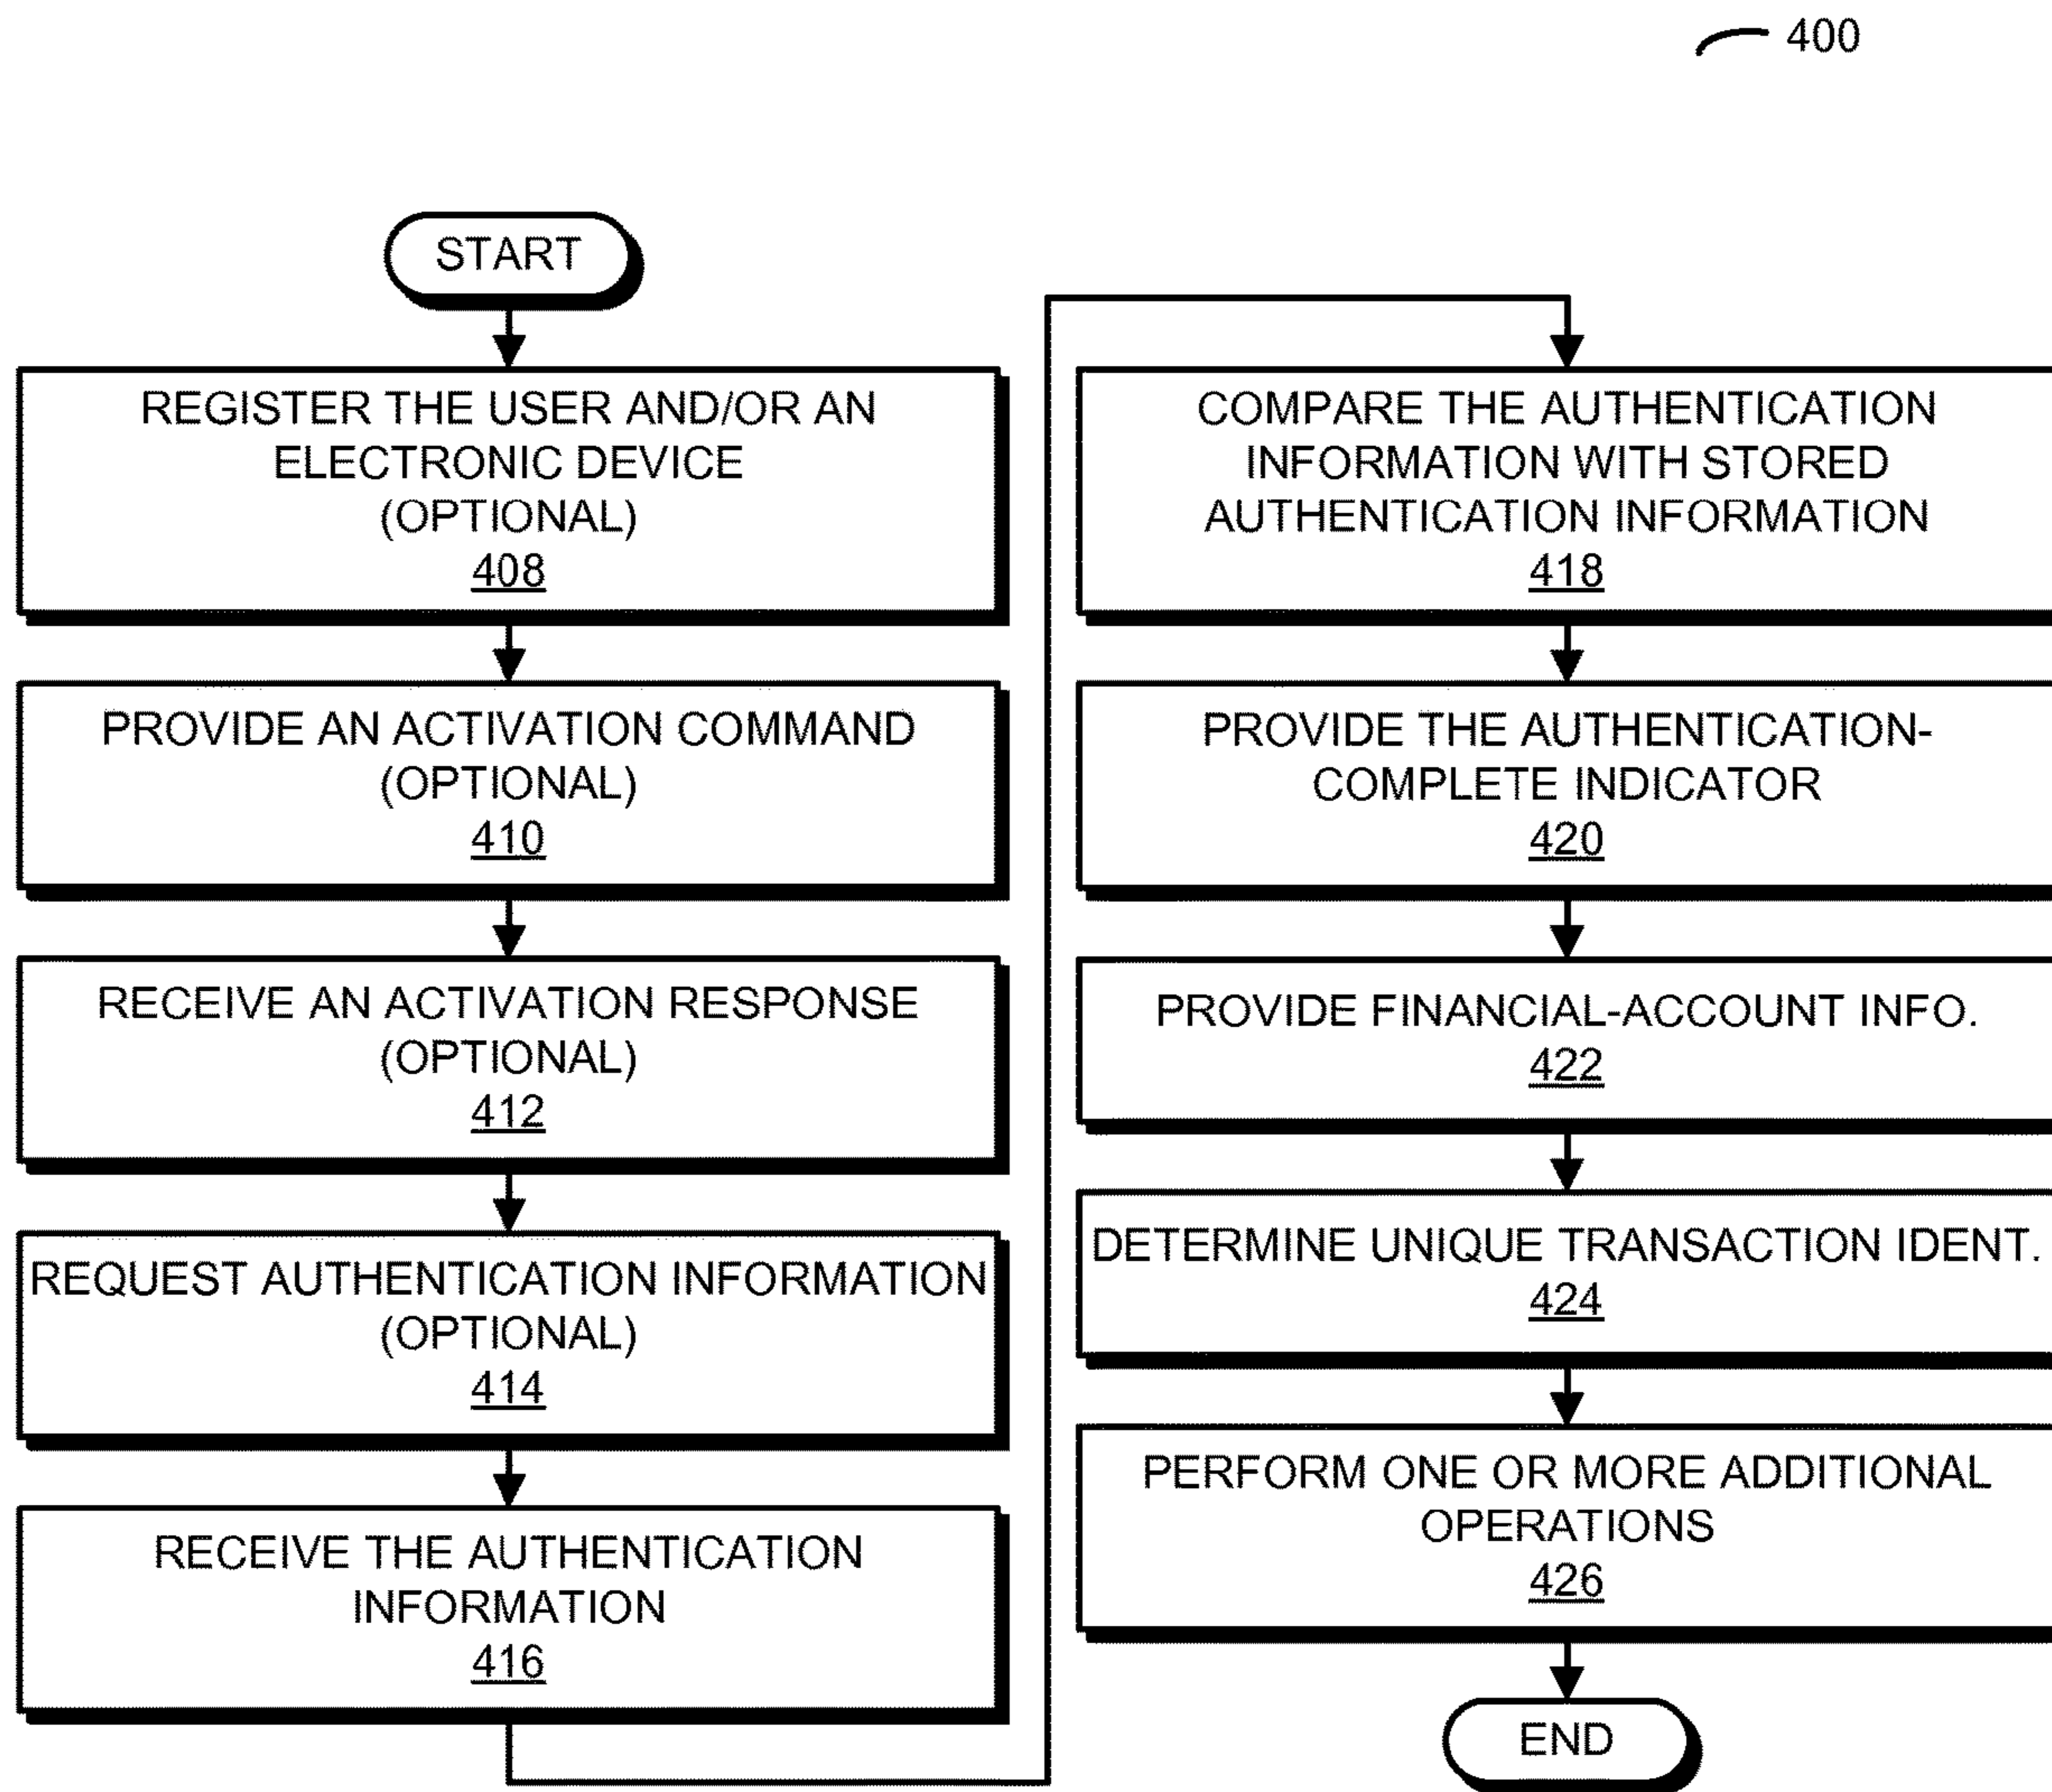 400
START
REGISTER THE USER AND/OR AN
ELECTRONIC DEVICE
(OPTIONAL)
408
PROVIDE AN ACTIVATION COMMAND
(OPTIONAL)
410
RECEIVE AN ACTIVATION RESPONSE
(OPTIONAL)
412
REQUEST AUTHENTICATION INFORMATION
(OPTIONAL)
414
RECEIVE THE AUTHENTICATION
INFORMATION
416
COMPARE THE AUTHENTICATION
INFORMATION WITH STORED
AUTHENTICATION INFORMATION
418
PROVIDE THE AUTHENTICATION-
COMPLETE INDICATOR
420
PROVIDE FINANCIAL-ACCOUNT INFO.
422
DETERMINE UNIQUE TRANSACTION IDENT.
424
PERFORM ONE OR MORE ADDITIONAL
OPERATIONS
426
END